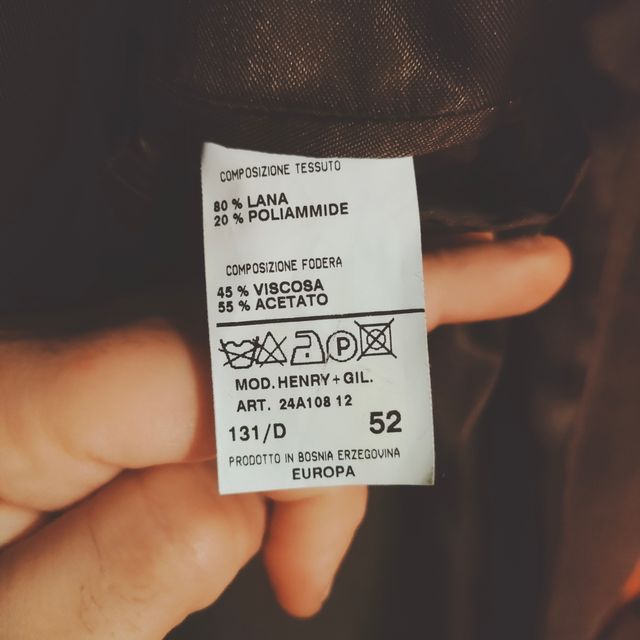 COMPOSIZIONE TESSUTO
80 % LANA
20 % POLIAMMIDE
COMPOSIZIONE FODERA
45 % VISCOSA
55 % ACETATO
P
MOD. HENRY+GIL.
ART. 24A108 12
131/D 52
PRODOTTO IN BOSNIA ERZEGOVINA
EUROPA